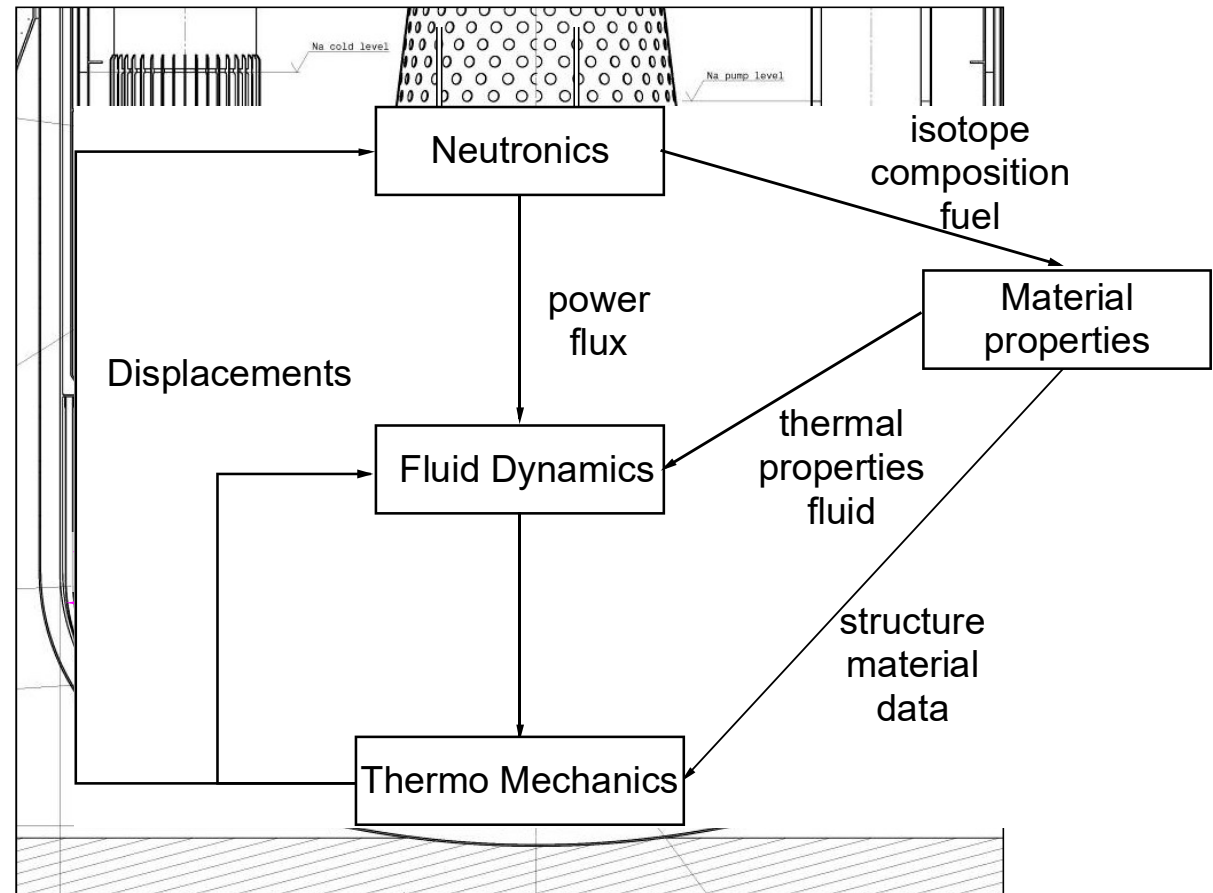 Na cold level
Na pump level
Neutronics
isotope
composition
fuel
Material
properties
power
flux
Displacements
thermal
properties
fluid
Fluid Dynamics
structure
material
data
Thermo Mechanics